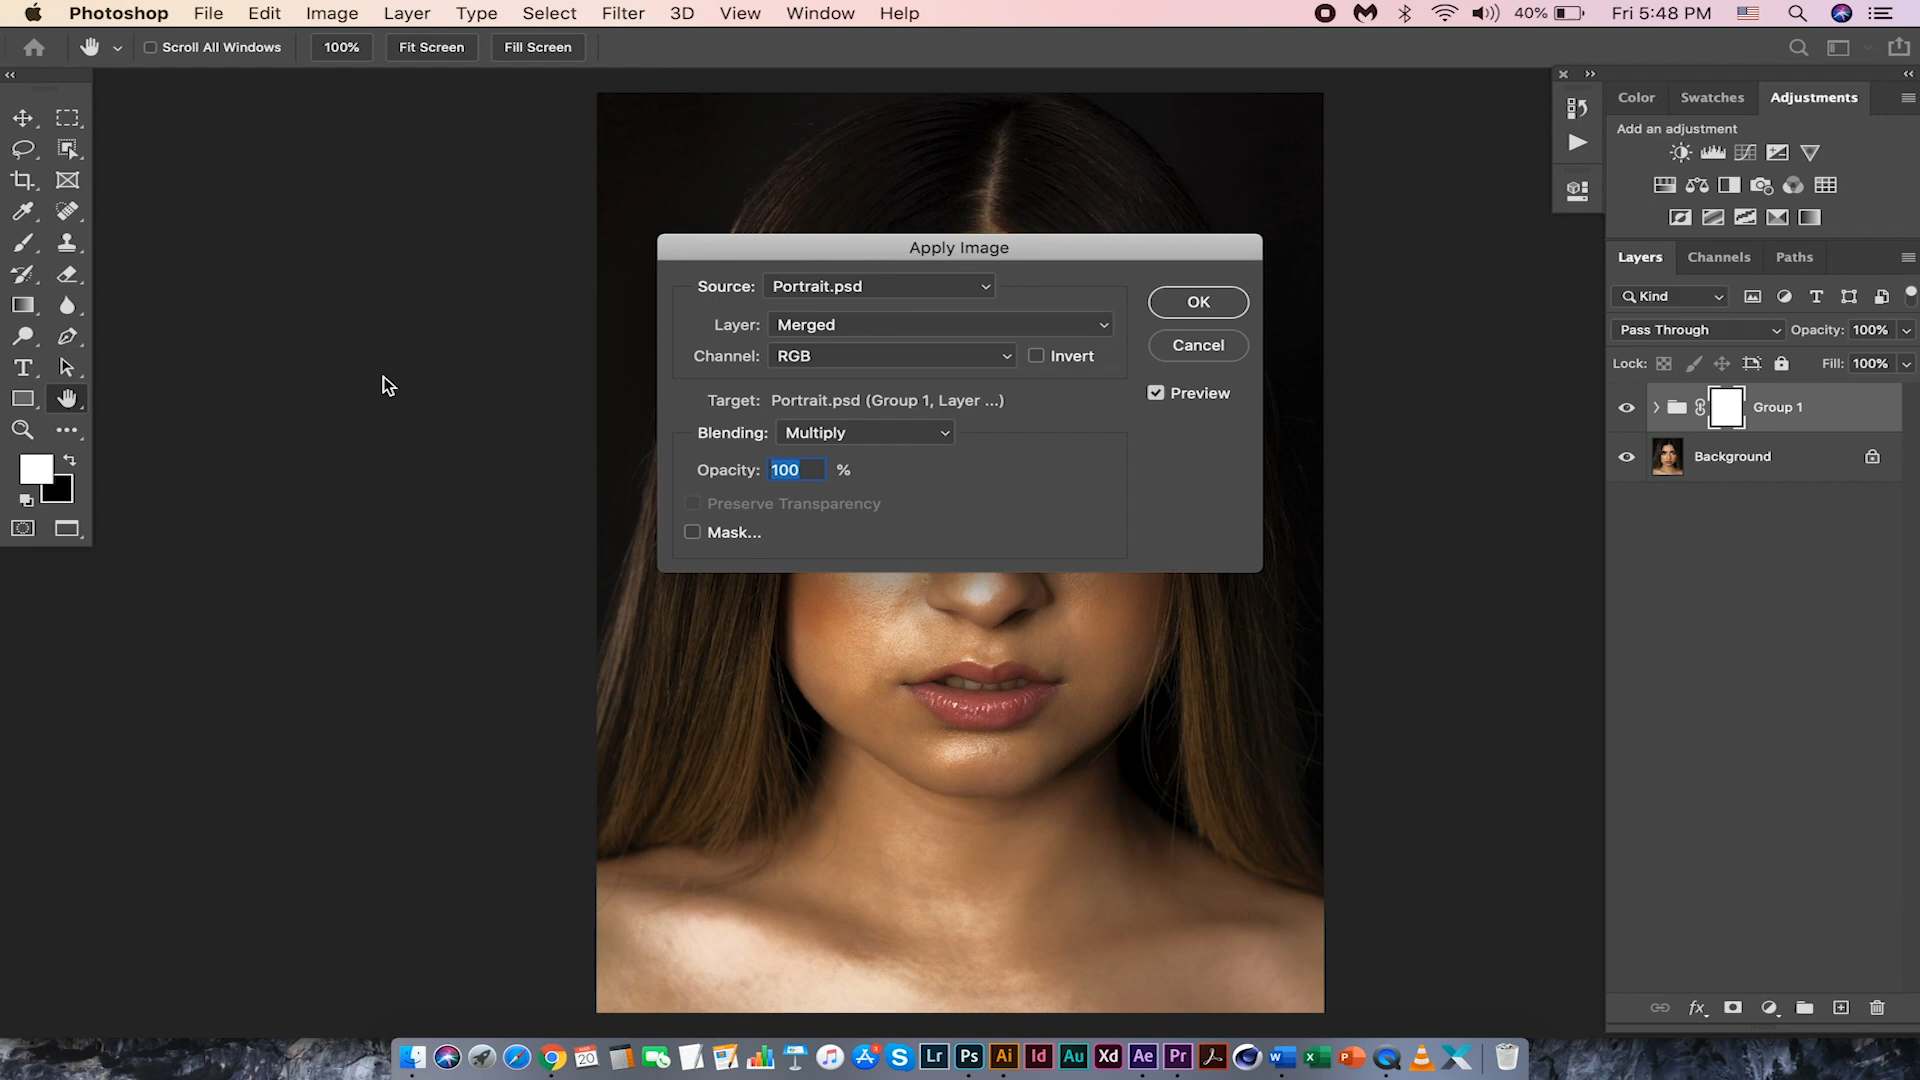 Photoshop File Edit Image Layer Type Select Filter 3D View Window Help 40% Fri 5:48 PM
Scroll All Windows 100% Fit Screen Fill Screen
Color Swatches Adjustments
Add an adjustment
Apply Image
Source: Portrait.psd
OK
Layer: Merged
Cancel
Channel: RGB Invert
Preview
Target: Portrait.psd (Group 1, Layer ...)
Blending: Multiply
Opacity: 100 %
Preserve Transparency
Mask...
Layers Channels Paths
Kind
Pass Through Opacity: 100%
Lock: Fill: 100%
Group 1
Background
fx
20 Lr Ps Ai Id Au Xd Ae Pr